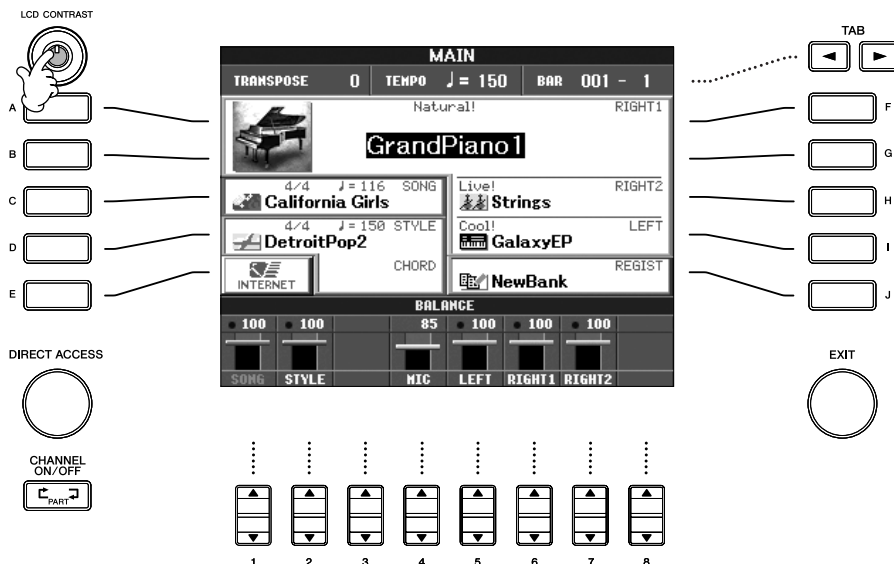 LCD CONTRAST
TAB
MAIN
TRANSPOSE 0 TEMPO ♩= 150 BAR 001 - 1
A
F
Natural! RIGHT1
GrandPiano1
B
G
4/4 ♩= 116 SONG
California Girls
Live! RIGHT2
Strings
C
H
4/4 ♩= 150 STYLE
DetroitPop2
Cool! LEFT
GalaxyEP
D
I
INTERNET
CHORD
REGIST
NewBank
E
J
BALANCE
100 100 85 100 100 100
SONG STYLE MIC LEFT RIGHT1 RIGHT2
DIRECT ACCESS
EXIT
CHANNEL
ON/OFF
PART
1 2 3 4 5 6 7 8